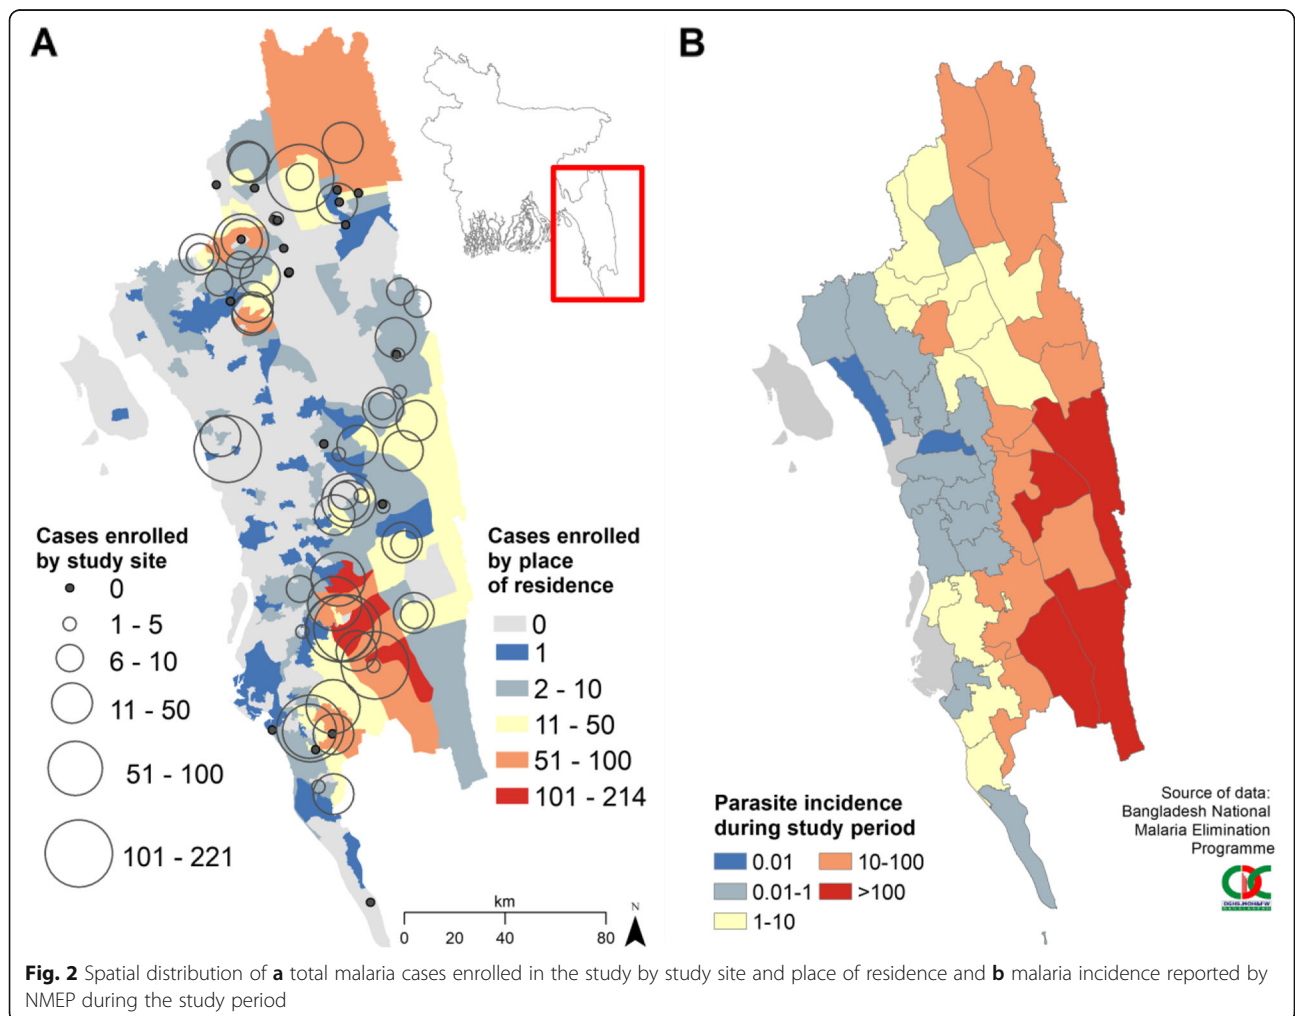 A
B
Cases enrolled
by study site
0
1 - 5
6 - 10
11 - 50
51 - 100
101 - 221
Cases enrolled
by place
of residence
0
1
2 - 10
11 - 50
51 - 100
101 - 214
km
0 20 40 80
N
Parasite incidence
during study period
0.01
0.01-1
1-10
10-100
>100
Source of data:
Bangladesh National
Malaria Elimination
Programme
CDC
Fig. 2 Spatial distribution of a total malaria cases enrolled in the study by study site and place of residence and b malaria incidence reported by
NMEP during the study period